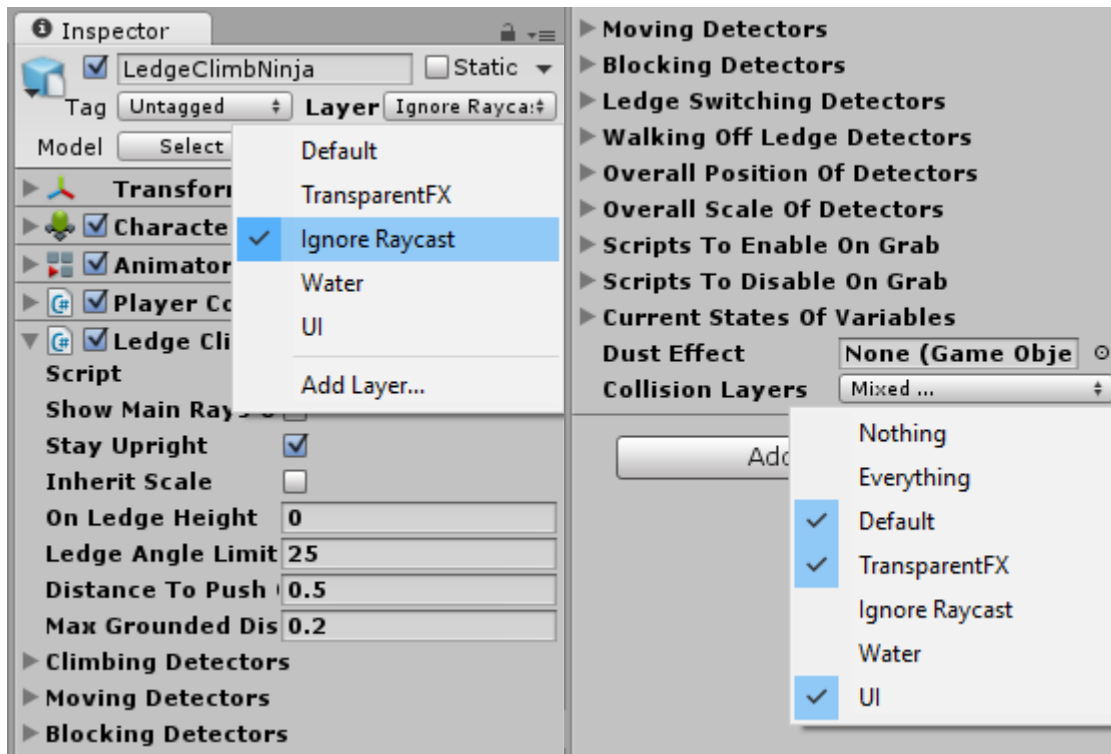 Inspector
LedgeClimbNinja Static
Tag Untagged Layer Ignore Rayca
Model Select
Default
TransparentFX
Ignore Raycast
Water
UI
Add Layer...
Transfor
Characte
Animator
Player Co
Ledge Cli
Script
Show Main Rays
Stay Upright
Inherit Scale
On Ledge Height 0
Ledge Angle Limit 25
Distance To Push 0.5
Max Grounded Dis 0.2
Climbing Detectors
Moving Detectors
Blocking Detectors
Moving Detectors
Blocking Detectors
Ledge Switching Detectors
Walking Off Ledge Detectors
Overall Position Of Detectors
Overall Scale Of Detectors
Scripts To Enable On Grab
Scripts To Disable On Grab
Current States Of Variables
Dust Effect None (Game Obje
Collision Layers Mixed ...
Add
Nothing
Everything
Default
TransparentFX
Ignore Raycast
Water
UI